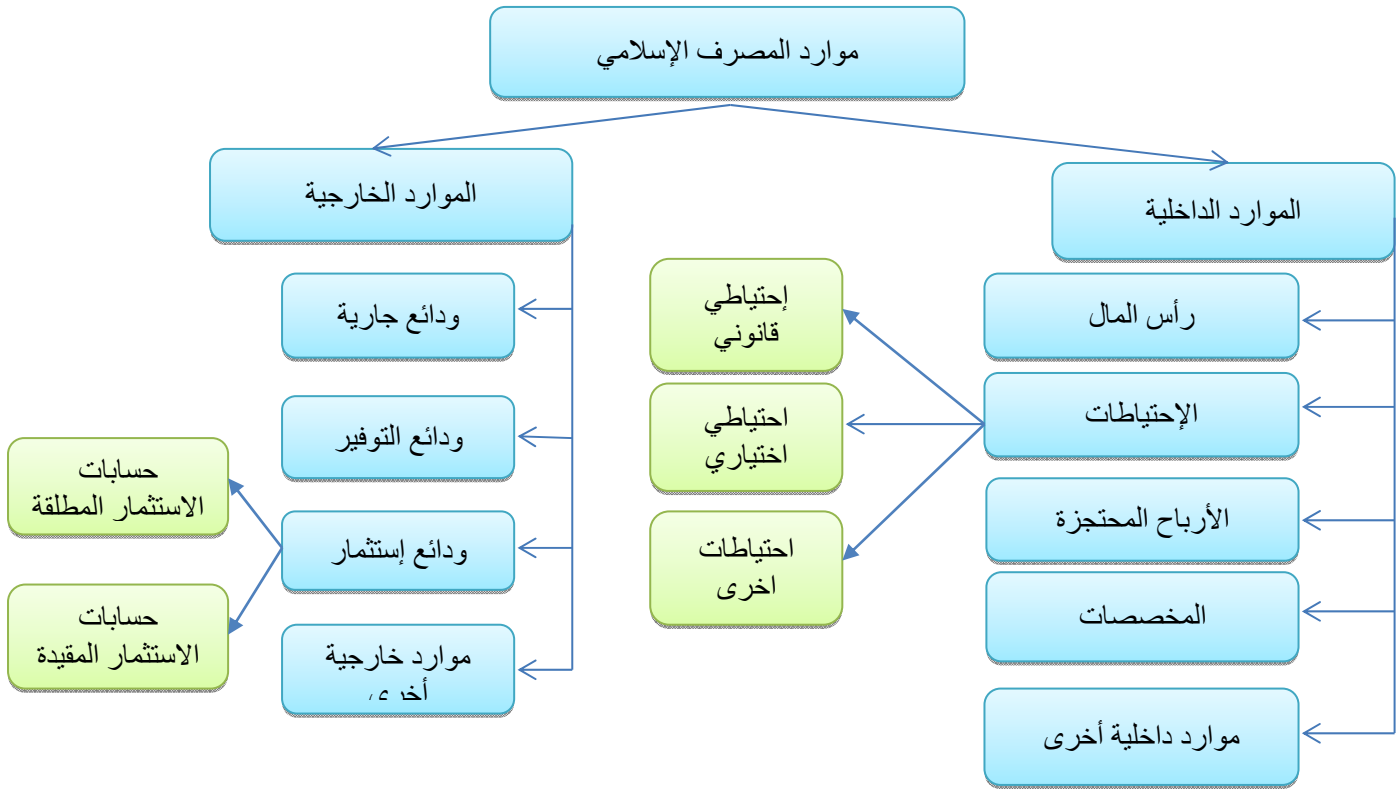 موارد المصرف الإسلامي
الموارد الداخلية
رأس المال
الإحتياطات
إحتياطي
قانوني
احتياطي
اختياري
احتياطات
اخرى
الأرباح المحتجزة
المخصصات
موارد داخلية أخرى
الموارد الخارجية
ودائع جارية
ودائع التوفير
ودائع إستثمار
حسابات
الاستثمار المطلقة
حسابات
الاستثمار المقيدة
موارد خارجية
أخرى